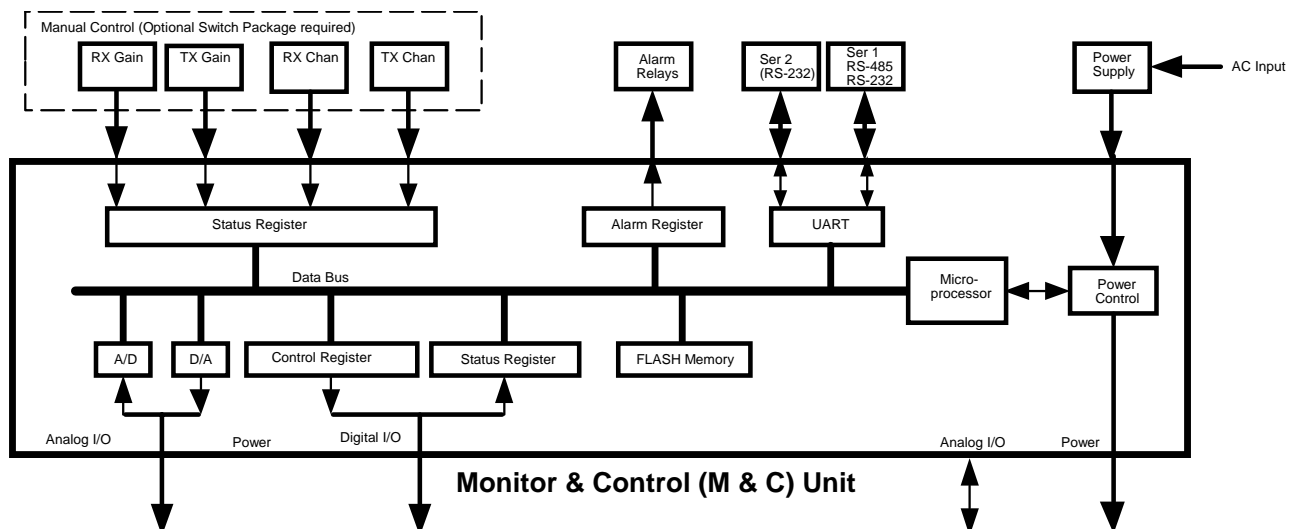 Manual Control (Optional Switch Package required)
RX Gain
TX Gain
RX Chan
TX Chan
Alarm
Relays
Ser 2
(RS-232)
Ser 1
RS-485
RS-232
Power
Supply
AC Input
Status Register
Alarm Register
UART
Data Bus
Micro-
processor
Power
Control
A/D
D/A
Control Register
Status Register
FLASH Memory
Analog I/O
Power
Digital I/O
Analog I/O
Power
Monitor & Control (M & C) Unit